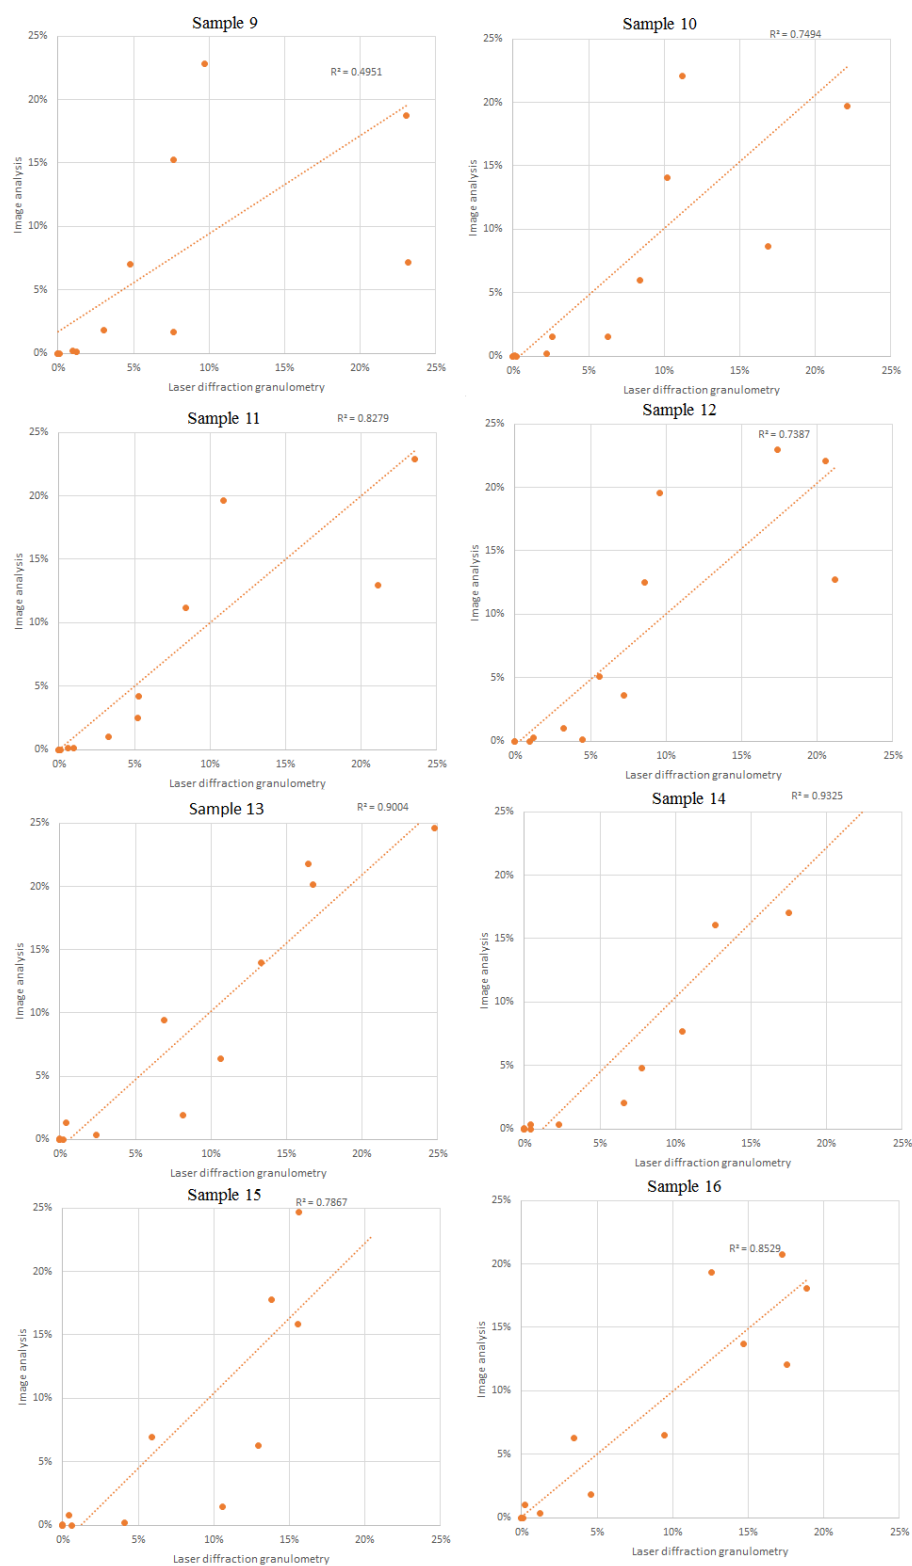 Sample 9
R² = 0.4951
25%
20%
15%
10%
5%
0%
Image analysis
0% 5% 10% 15% 20% 25%
Laser diffraction granulometry
Sample 10
R² = 0.7494
25%
20%
15%
10%
5%
0%
Image analysis
0% 5% 10% 15% 20% 25%
Laser diffraction granulometry
Sample 11
R² = 0.8279
25%
20%
15%
10%
5%
0%
Image analysis
0% 5% 10% 15% 20% 25%
Laser diffraction granulometry
Sample 12
R² = 0.7387
25%
20%
15%
10%
5%
0%
Image analysis
0% 5% 10% 15% 20% 25%
Laser diffraction granulometry
Sample 13
R² = 0.9004
25%
20%
15%
10%
5%
0%
Image analysis
0% 5% 10% 15% 20% 25%
Laser diffraction granulometry
Sample 14
R² = 0.9325
25%
20%
15%
10%
5%
0%
Image analysis
0% 5% 10% 15% 20% 25%
Laser diffraction granulometry
Sample 15
R² = 0.7867
25%
20%
15%
10%
5%
0%
Image analysis
0% 5% 10% 15% 20% 25%
Laser diffraction granulometry
Sample 16
R² = 0.8529
25%
20%
15%
10%
5%
0%
Image analysis
0% 5% 10% 15% 20% 25%
Laser diffraction granulometry